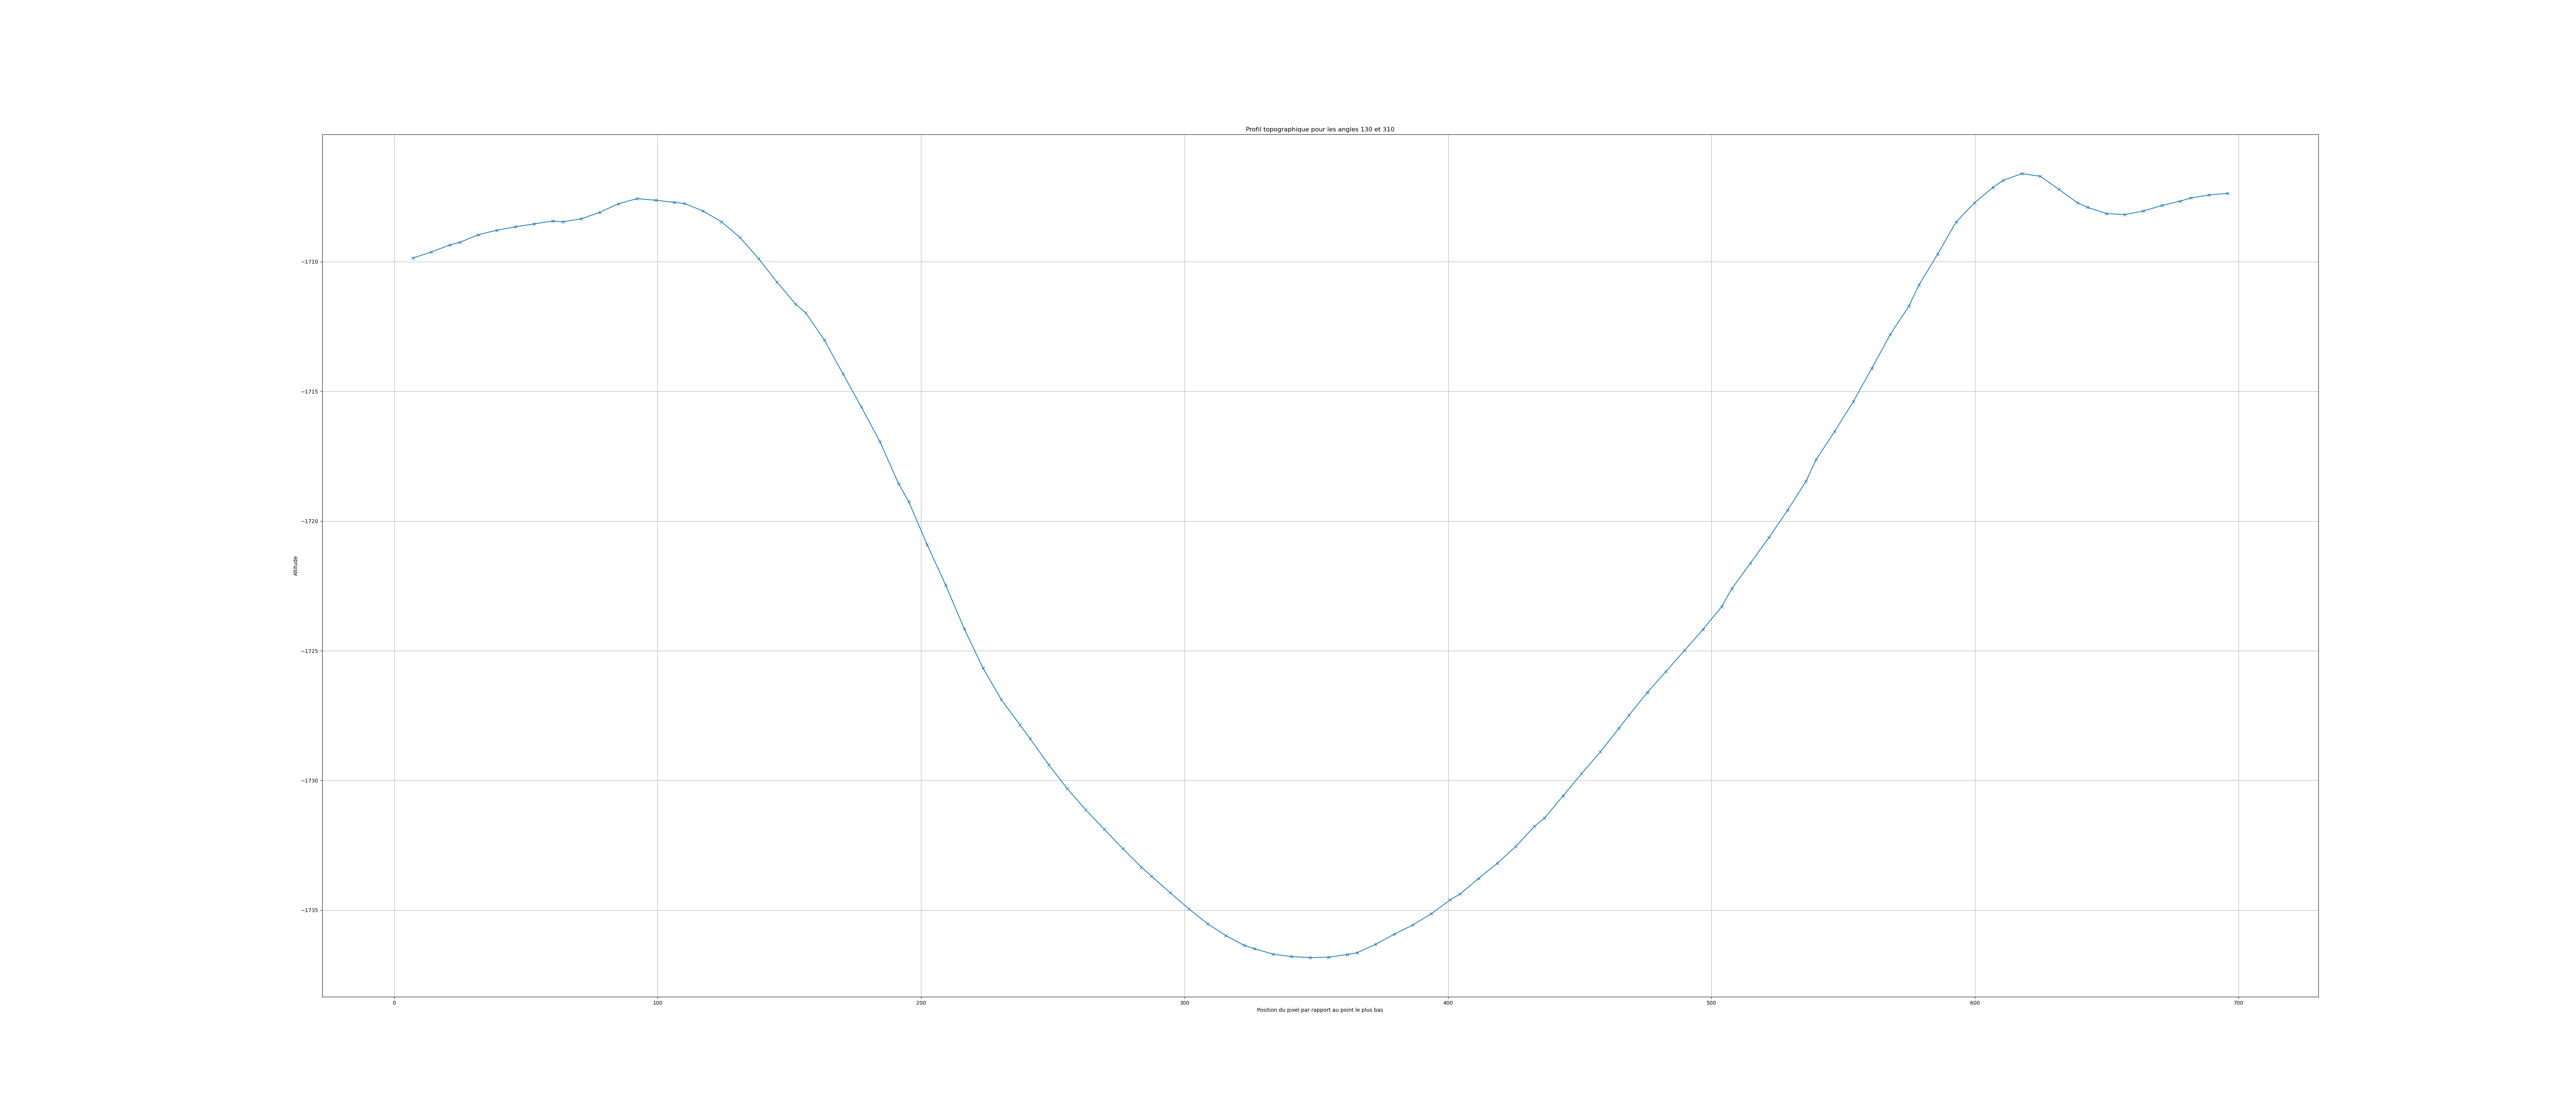 Profil topographique pour les angles 130 et 310
−1710
−1715
−1720
−1725
−1730
−1735
Altitude
0 100 200 300 400 500 600 700
Position du pixel par rapport au point le plus bas